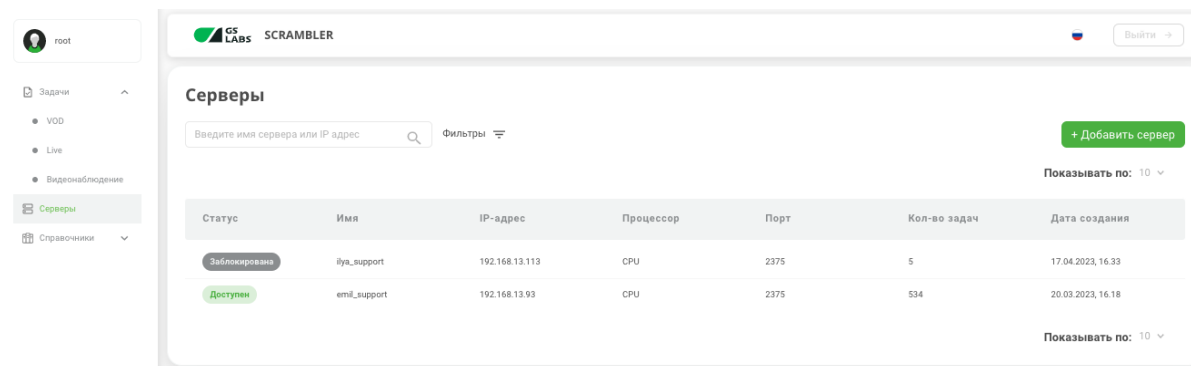 root
Задачи
VOD
Live
Видеонаблюдение
Серверы
Справочники
GS LABS SCRAMBLER
Выйти →
Серверы
Введите имя сервера или IP адрес
Фильтры
+ Добавить сервер
Показывать по: 10
Статус Имя IP-адрес Процессор Порт Кол-во задач Дата создания
Заблокирована ilya_support 192.168.13.113 CPU 2375 5 17.04.2023, 16.33
Доступен emil_support 192.168.13.93 CPU 2375 534 20.03.2023, 16.18
Показывать по: 10